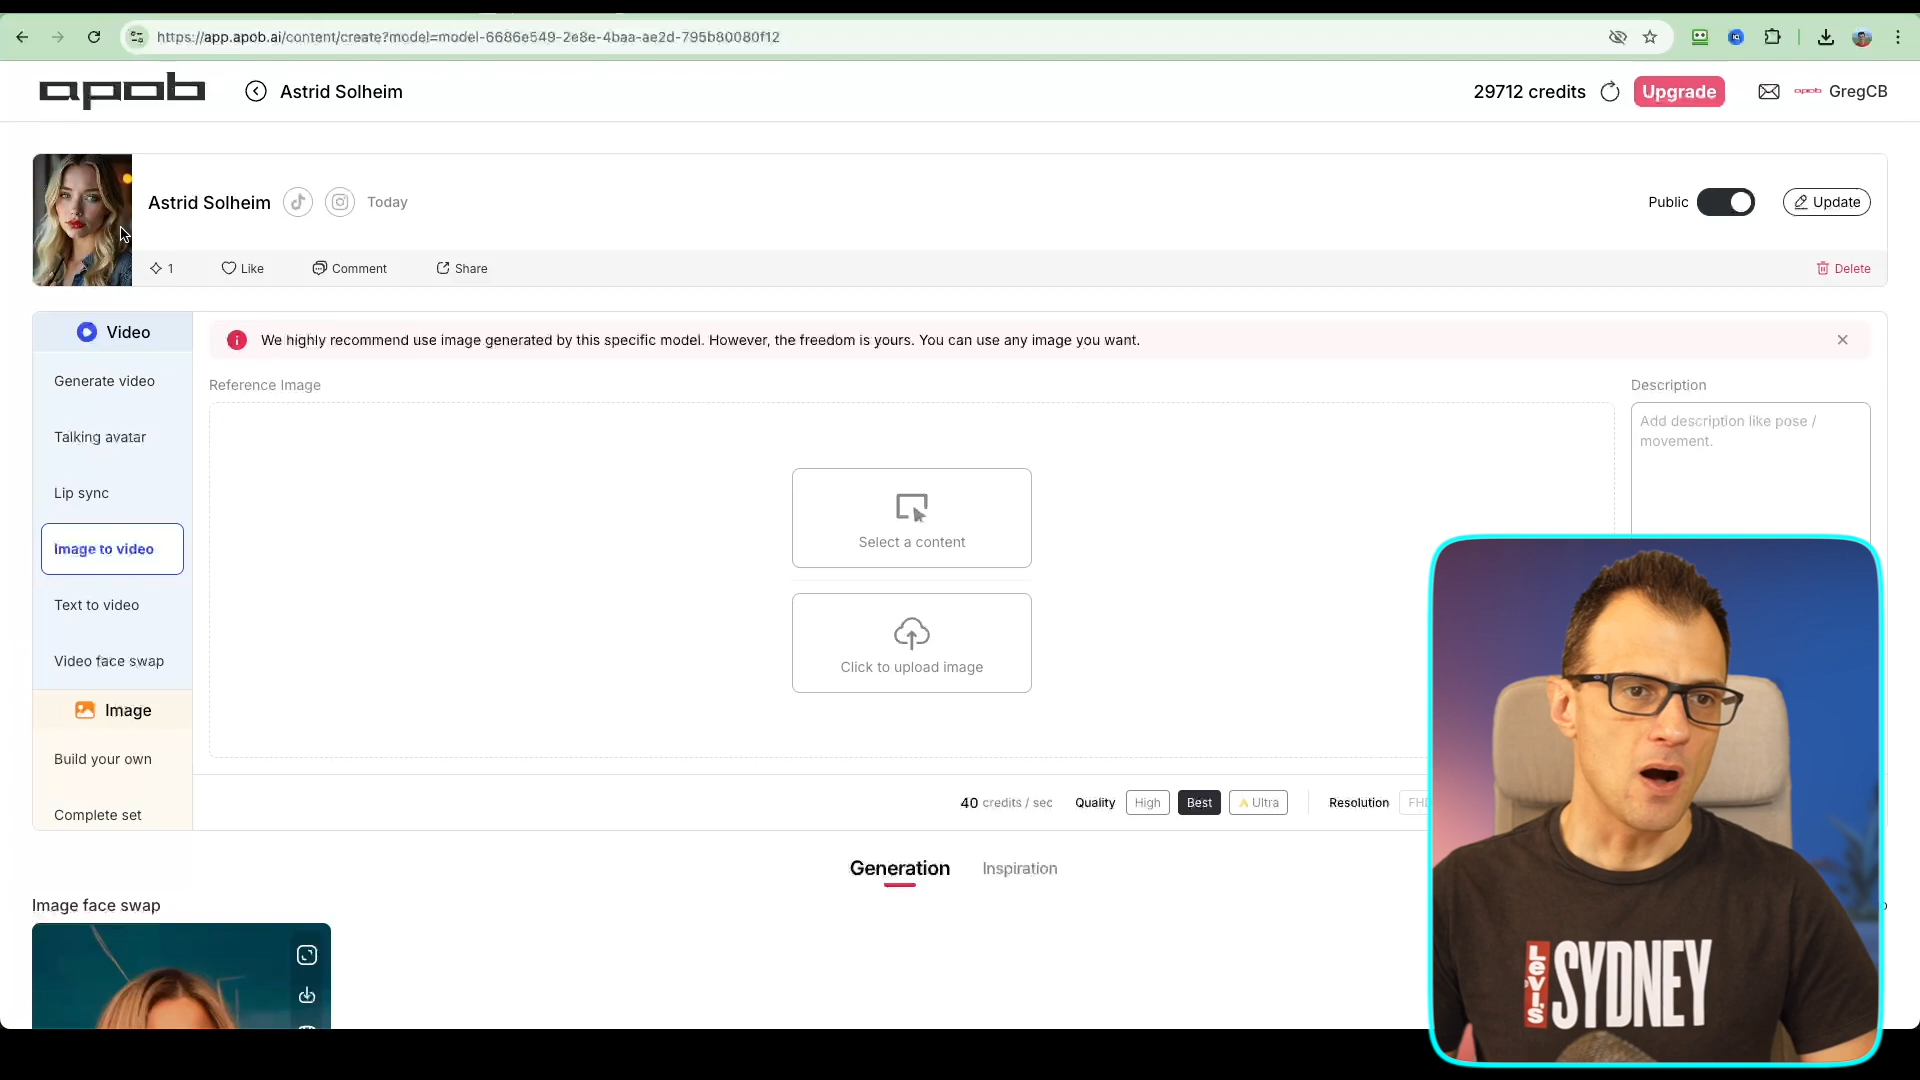 https://app.apob.ai/content/create?model=model-6686e549-2e8e-4baa-ae2d-795b80080f12
apob
Astrid Solheim
29712 credits
Upgrade
apob
GregCB
Astrid Solheim
Today
Public
Update
1
Like
Comment
Share
Delete
Video
Generate video
Talking avatar
Lip sync
Image to video
Text to video
Video face swap
Image
Build your own
Complete set
We highly recommend use image generated by this specific model. However, the freedom is yours. You can use any image you want.
Reference Image
Select a content
Click to upload image
Description
Add description like pose /
movement.
40 credits / sec
Quality
High
Best
Ultra
Resolution
Generation
Inspiration
Image face swap
Levi's
SYDNEY